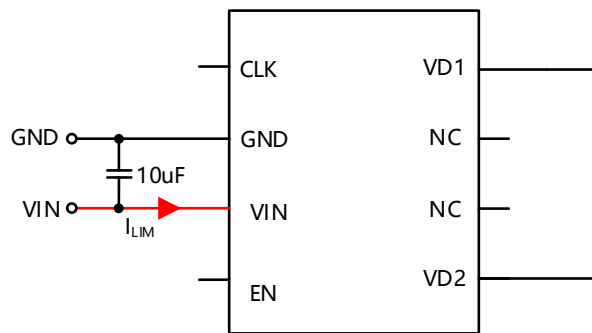 CLK
VD1
GND
GND
NC
10uF
VIN
VIN
NC
ILIM
EN
VD2